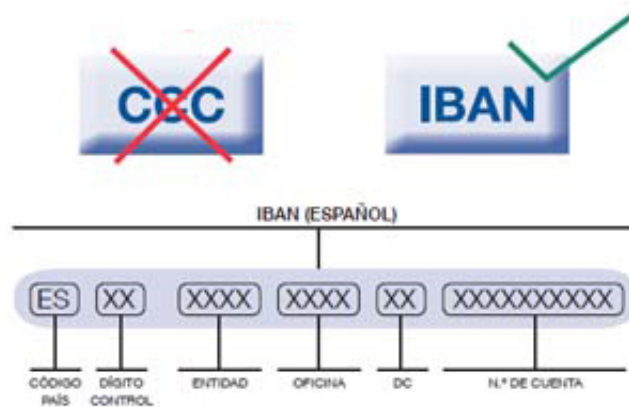 CCC IBAN
IBAN (ESPAÑOL)
ES XX XXXX XXXX XX XXXXXXXXXX
CÓDIGO PAÍS DÍGITO CONTROL ENTIDAD OFICINA DC N.º DE CUENTA